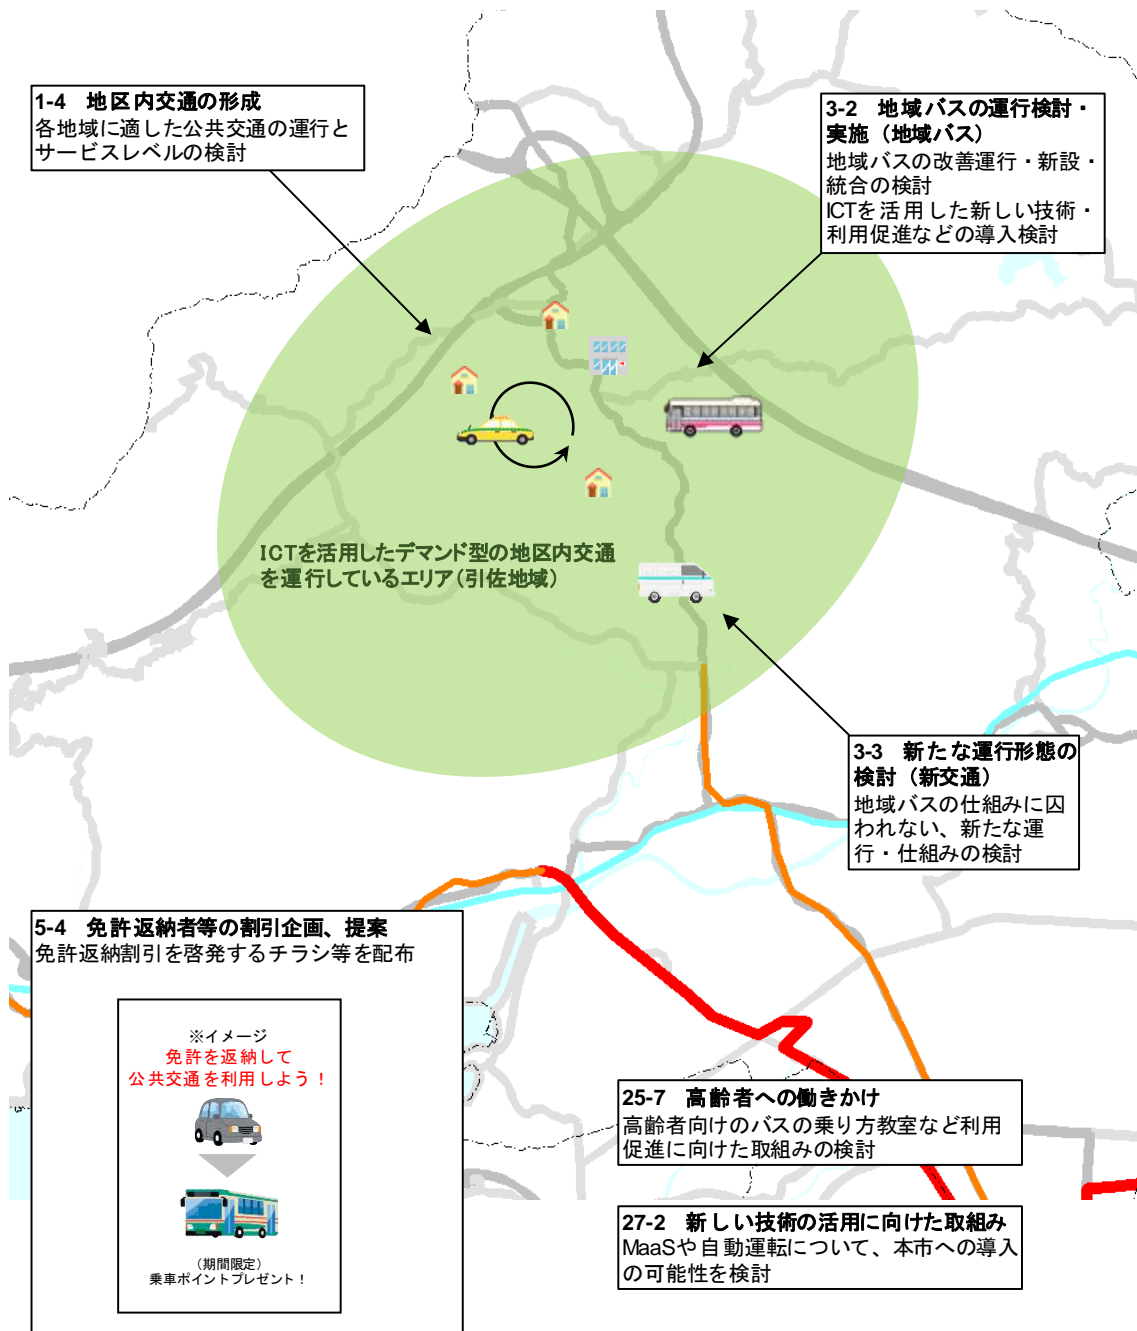 1-4 地区内交通の形成
各地域に適した公共交通の運行と
サービスレベルの検討
3-2 地域バスの運行検討・
実施（地域バス）
地域バスの改善運行・新設・
統合の検討
ICTを活用した新しい技術・
利用促進などの導入検討
ICTを活用したデマンド型の地区内交通
を運行しているエリア（引佐地域）
3-3 新たな運行形態の
検討（新交通）
地域バスの仕組みに囚
われない、新たな運
行・仕組みの検討
5-4 免許返納者等の割引企画、提案
免許返納割引を啓発するチラシ等を配布
※イメージ
免許を返納して
公共交通を利用しよう！
（期間限定）
乗車ポイントプレゼント！
25-7 高齢者への働きかけ
高齢者向けのバスの乗り方教室など利用
促進に向けた取組みの検討
27-2 新しい技術の活用に向けた取組み
MaaSや自動運転について、本市への導入
の可能性を検討